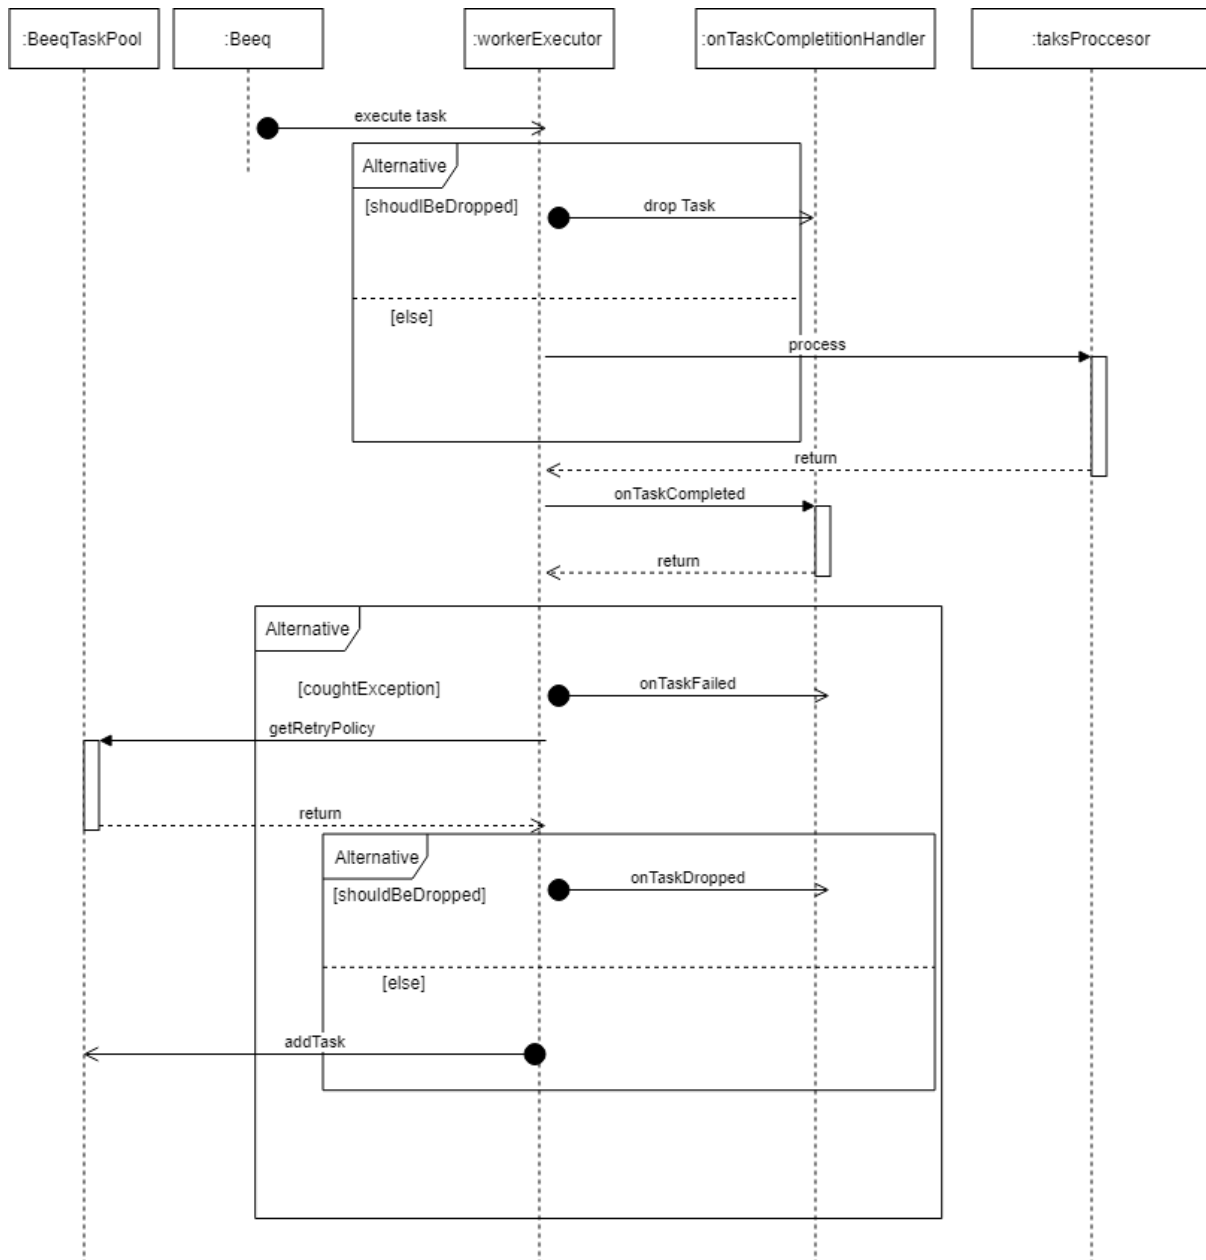 :BeeqTaskPool
:Beeq
:workerExecutor
:onTaskCompletitionHandler
:taksProccesor
execute task
Alternative
[shoudlBeDropped]
drop Task
[else]
process
return
onTaskCompleted
return
Alternative
[coughtException]
onTaskFailed
getRetryPolicy
return
Alternative
[shouldBeDropped]
onTaskDropped
[else]
addTask